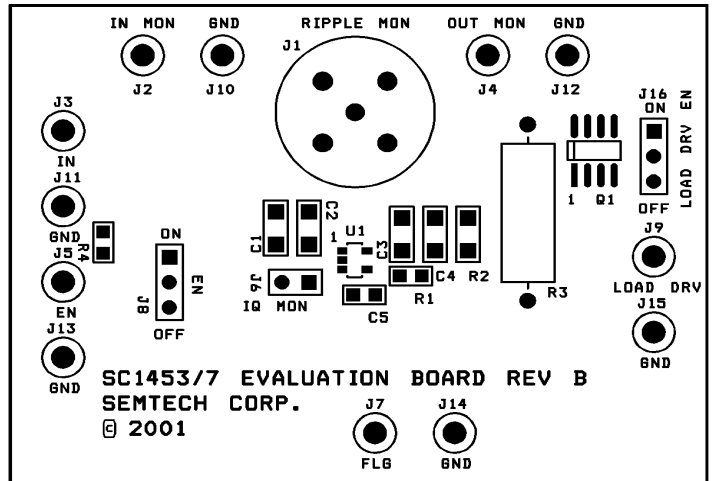 IN MON GND RIPPLE MON OUT MON GND
J1
J2 J10 J4 J12
J16
ON
LOAD DRV EN
OFF
J3
IN
J11
GND
R4
J5
EN
J13
GND
ON
EN
J8
OFF
C1
C2
1 U1
C3
C4
R2
R1
C5
J6
IQ MON
R3
1 Q1
J9
LOAD DRV
J15
GND
SC1453/7 EVALUATION BOARD REV B
SEMTECH CORP.
© 2001
J7 J14
FLG GND